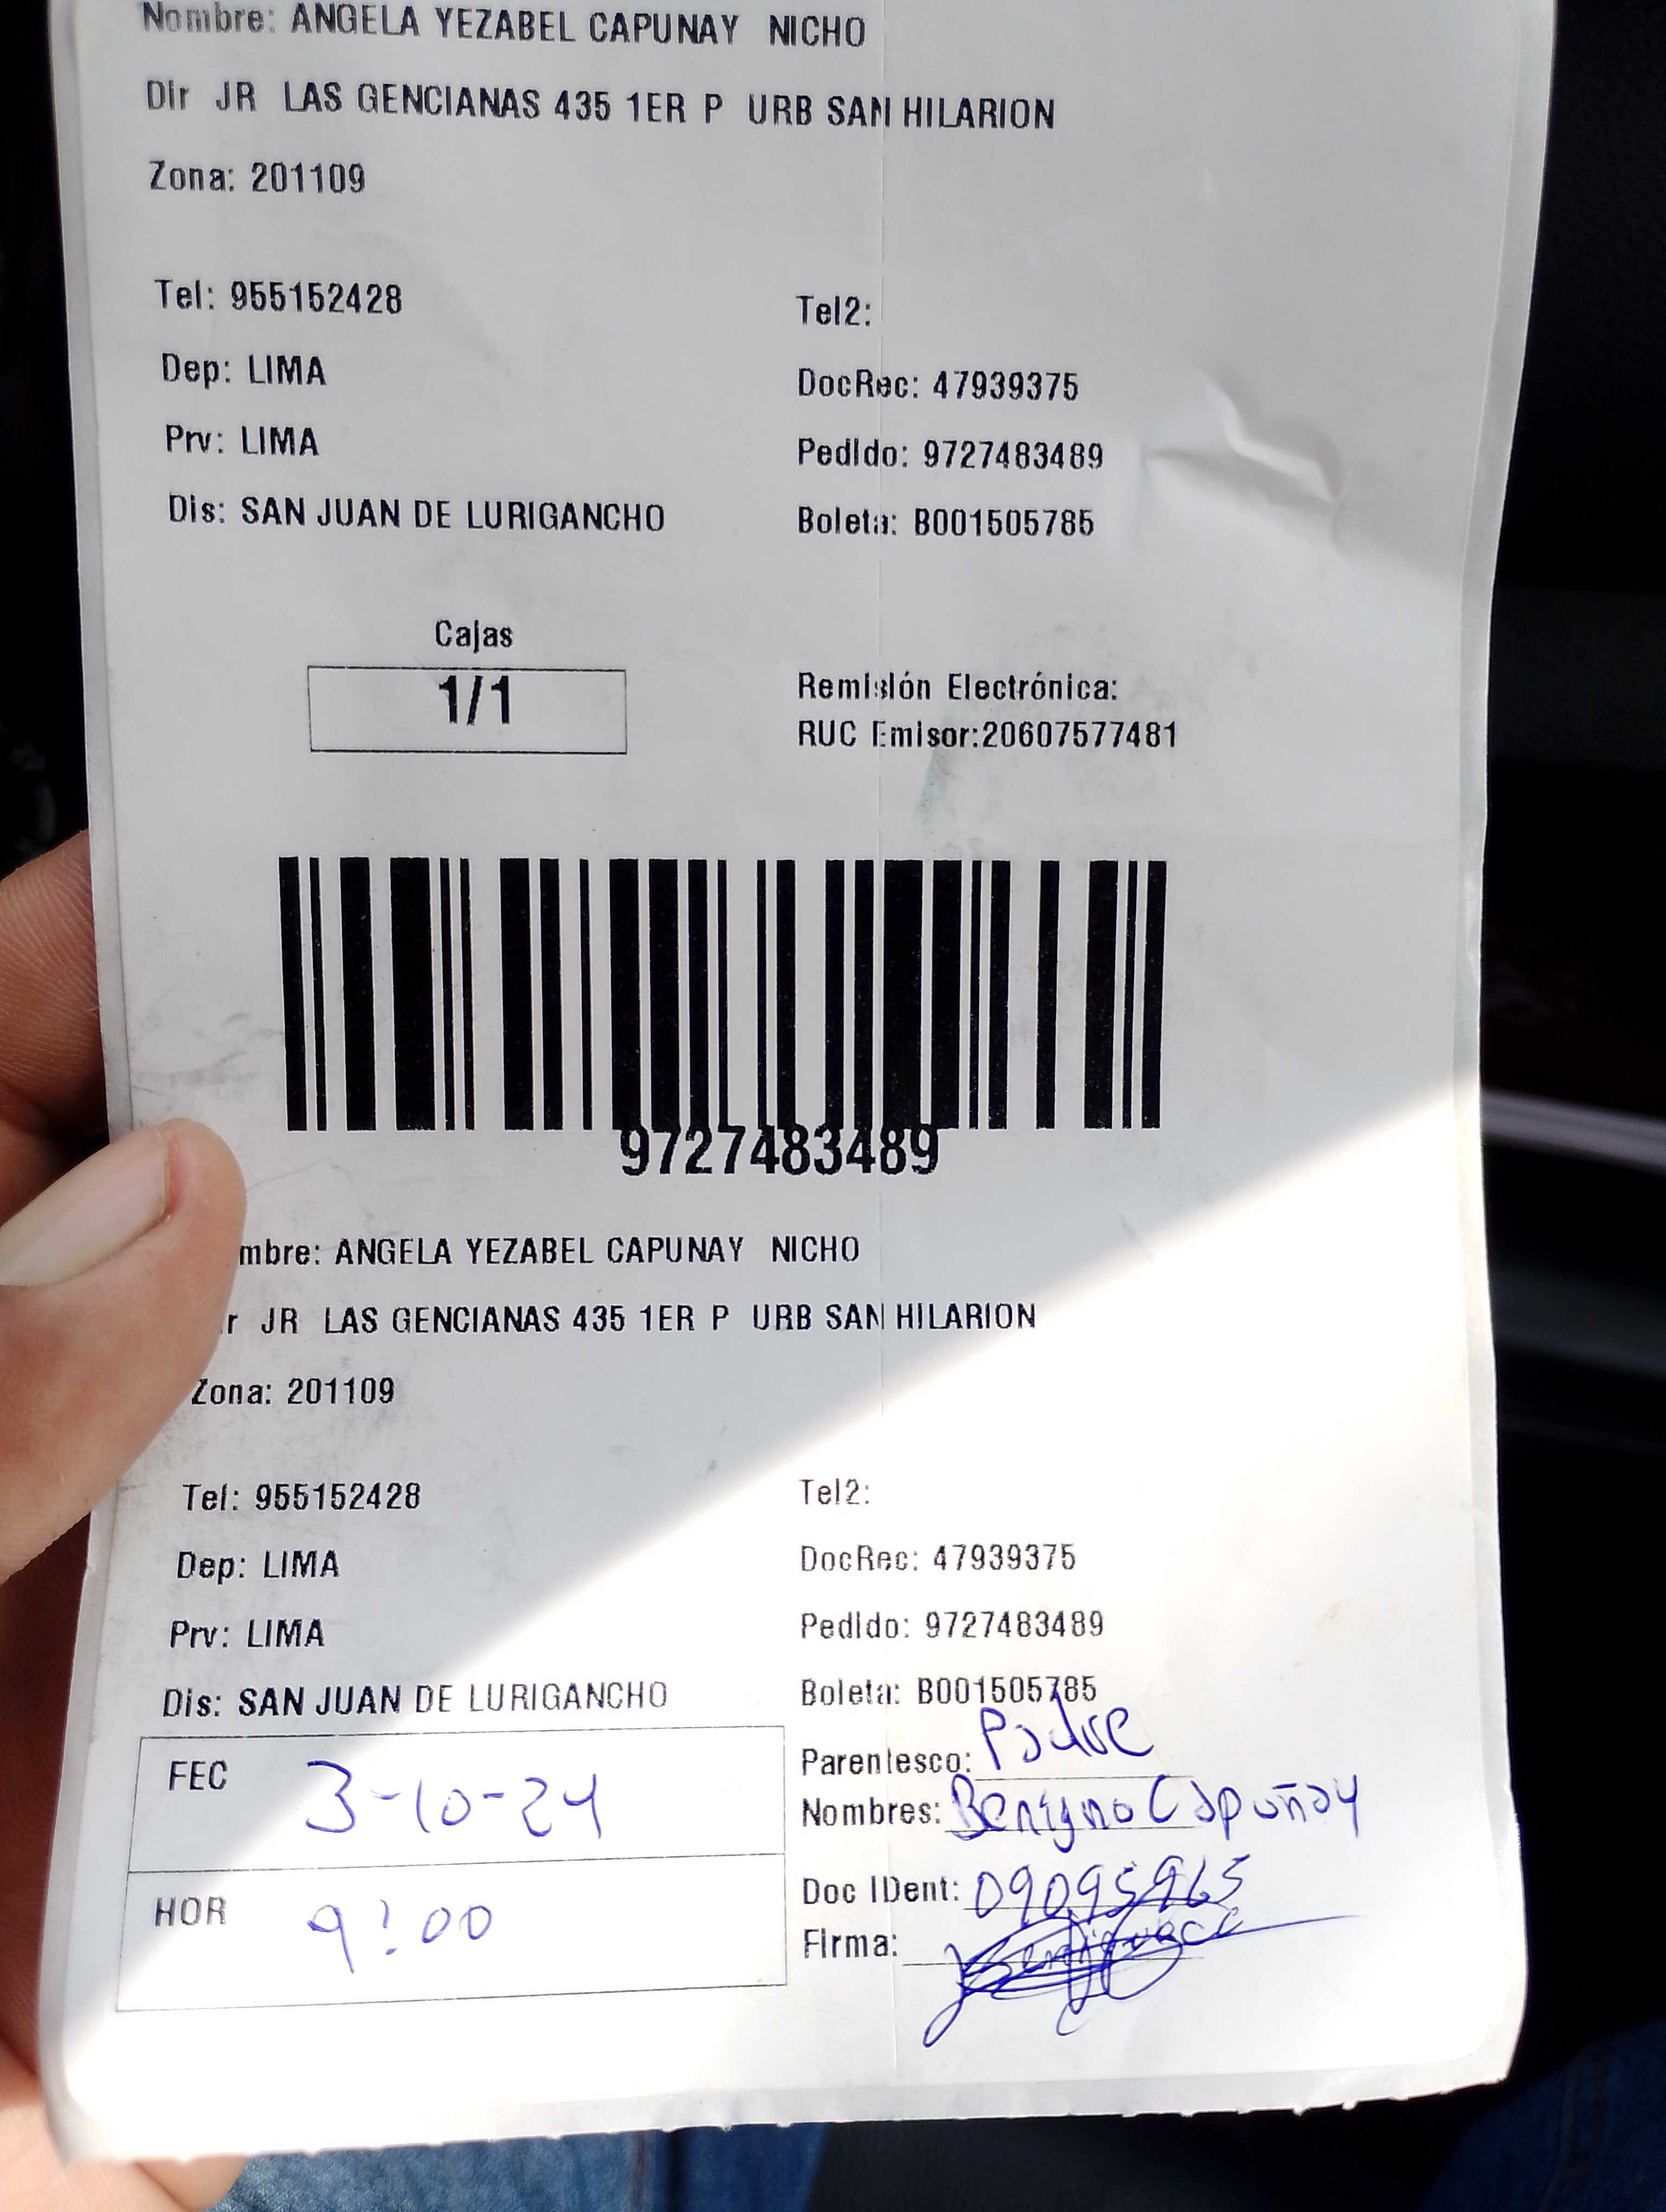 Nombre: ANGELA YEZABEL CAPUNAY NICHO
Dir JR LAS GENCIANAS 435 1ER P URB SAN HILARION
Zona: 201109
Tel: 955152428
Tel2:
Dep: LIMA
DocRec: 47939375
Prv: LIMA
Pedido: 9727483489
Dis: SAN JUAN DE LURIGANCHO
Boleta: B001505785
Cajas
1/1
Remisión Electrónica:
RUC Emisor:20607577481
9727483489
mbre: ANGELA YEZABEL CAPUNAY NICHO
r JR LAS GENCIANAS 435 1ER P URB SAN HILARION
Zona: 201109
Tel: 955152428
Tel2:
Dep: LIMA
DocRec: 47939375
Prv: LIMA
Pedido: 9727483489
Dis: SAN JUAN DE LURIGANCHO
Boleta: B001505785
FEC 3-10-24
Parentesco: Padre
Nombres: Benigno Capuñay
HOR 9:00
Doc IDent: 09095965
Firma: